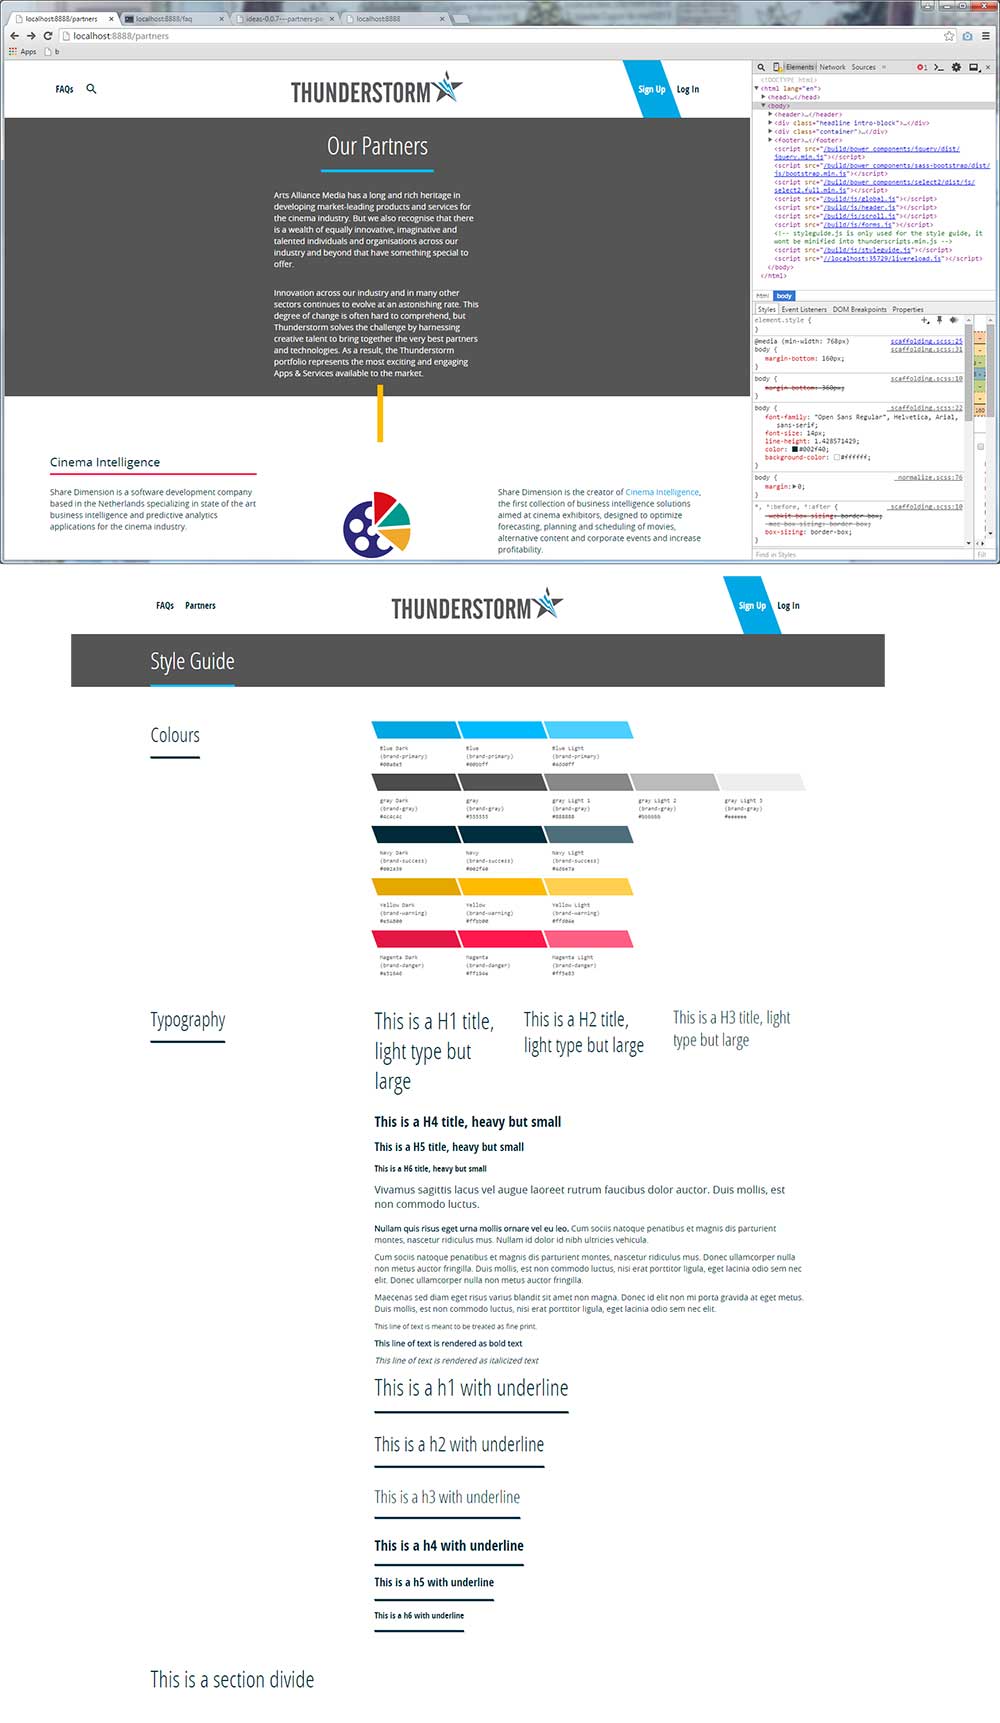 localhost:8888/partners
localhost:8888/faq
ideas-0.0.7---partners-pa
localhost:8888
localhost:8888/partners
Apps
b
FAQs
THUNDERSTORM
Sign Up
Log In
Our Partners
Arts Alliance Media has a long and rich heritage in
developing market-leading products and services for
the cinema industry. But we also recognise that there
is a wealth of equally innovative, imaginative and
talented individuals and organisations across our
industry and beyond that have something special to
offer.
Innovation across our industry and in many other
sectors continues to evolve at an astonishing rate. This
degree of change is often hard to comprehend, but
Thunderstorm solves the challenge by harnessing
creative talent to bring together the very best partners
and technologies. As a result, the Thunderstorm
portfolio represents the most exciting and engaging
Apps & Services available to the market.
Cinema Intelligence
Share Dimension is a software development company
based in the Netherlands specializing in state of the art
business intelligence and predictive analytics
applications for the cinema industry.
Share Dimension is the creator of Cinema Intelligence,
the first collection of business intelligence solutions
aimed at cinema exhibitors, designed to optimize
forecasting, planning and scheduling of movies,
alternative content and corporate events and increase
profitability.
Elements Network Sources » 1
<!DOCTYPE html>
<html lang="en">
<head>…</head>
<body>
<header>…</header>
<div class="headline intro-block">…</div>
<div class="container">…</div>
<footer>…</footer>
<script src="/build/bower_components/jquery/dist/
jquery.min.js"></script>
<script src="/build/bower_components/sass-bootstrap/dist/
js/bootstrap.min.js"></script>
<script src="/build/bower_components/select2/dist/js/
select2.full.min.js"></script>
<script src="/build/js/global.js"></script>
<script src="/build/js/header.js"></script>
<script src="/build/js/scroll.js"></script>
<script src="/build/js/forms.js"></script>
<!-- styleguide.js is only used for the style guide, it
wont be minified into thunderscripts.min.js -->
<script src="/build/js/styleguide.js"></script>
<script src="//localhost:35729/livereload.js"></script>
</body>
</html>
html body
Styles Event Listeners DOM Breakpoints Properties
element.style {
}
@media (min-width: 768px) scaffolding.scss:25
body { _scaffolding.scss:31
margin-bottom: 160px;
}
body { _scaffolding.scss:10
margin-bottom: 360px;
}
body { _scaffolding.scss:22
font-family: "Open Sans Regular", Helvetica, Arial,
sans-serif;
font-size: 14px;
line-height: 1.428571429;
color: #002f40;
background-color: #ffffff;
}
body { _normalize.scss:76
margin: 0;
}
*, *:before, *:after { _scaffolding.scss:10
-webkit-box-sizing: border-box;
-moz-box-sizing: border-box;
box-sizing: border-box;
}
160
Find in Styles
Filt
FAQs
Partners
THUNDERSTORM
Sign Up
Log In
Style Guide
Colours
Blue Dark
(brand-primary)
Blue
(brand-primary)
#00bbff
Blue Light
(brand-primary)
gray Dark
(brand-gray)
#4c4c4c
gray
(brand-gray)
#555555
gray Light 1
(brand-gray)
#888888
gray Light 2
(brand-gray)
#bbbbbb
gray Light 3
(brand-gray)
#eeeeee
Navy Dark
(brand-success)
Navy
(brand-success)
#002f40
Navy Light
(brand-success)
Yellow Dark
(brand-warning)
Yellow
(brand-warning)
#ffbb00
Yellow Light
(brand-warning)
Magenta Dark
(brand-danger)
Magenta
(brand-danger)
Magenta Light
(brand-danger)
Typography
This is a H1 title,
light type but
large
This is a H2 title,
light type but large
This is a H3 title, light
type but large
This is a H4 title, heavy but small
This is a H5 title, heavy but small
This is a H6 title, heavy but small
Vivamus sagittis lacus vel augue laoreet rutrum faucibus dolor auctor. Duis mollis, est
non commodo luctus.
Nullam quis risus eget urna mollis ornare vel eu leo. Cum sociis natoque penatibus et magnis dis parturient
montes, nascetur ridiculus mus. Nullam id dolor id nibh ultricies vehicula.
Cum sociis natoque penatibus et magnis dis parturient montes, nascetur ridiculus mus. Donec ullamcorper nulla
non metus auctor fringilla. Duis mollis, est non commodo luctus, nisi erat porttitor ligula, eget lacinia odio sem nec
elit. Donec ullamcorper nulla non metus auctor fringilla.
Maecenas sed diam eget risus varius blandit sit amet non magna. Donec id elit non mi porta gravida at eget metus.
Duis mollis, est non commodo luctus, nisi erat porttitor ligula, eget lacinia odio sem nec elit.
This line of text is meant to be treated as fine print.
This line of text is rendered as bold text
This line of text is rendered as italicized text
This is a h1 with underline
This is a h2 with underline
This is a h3 with underline
This is a h4 with underline
This is a h5 with underline
This is a h6 with underline
This is a section divide